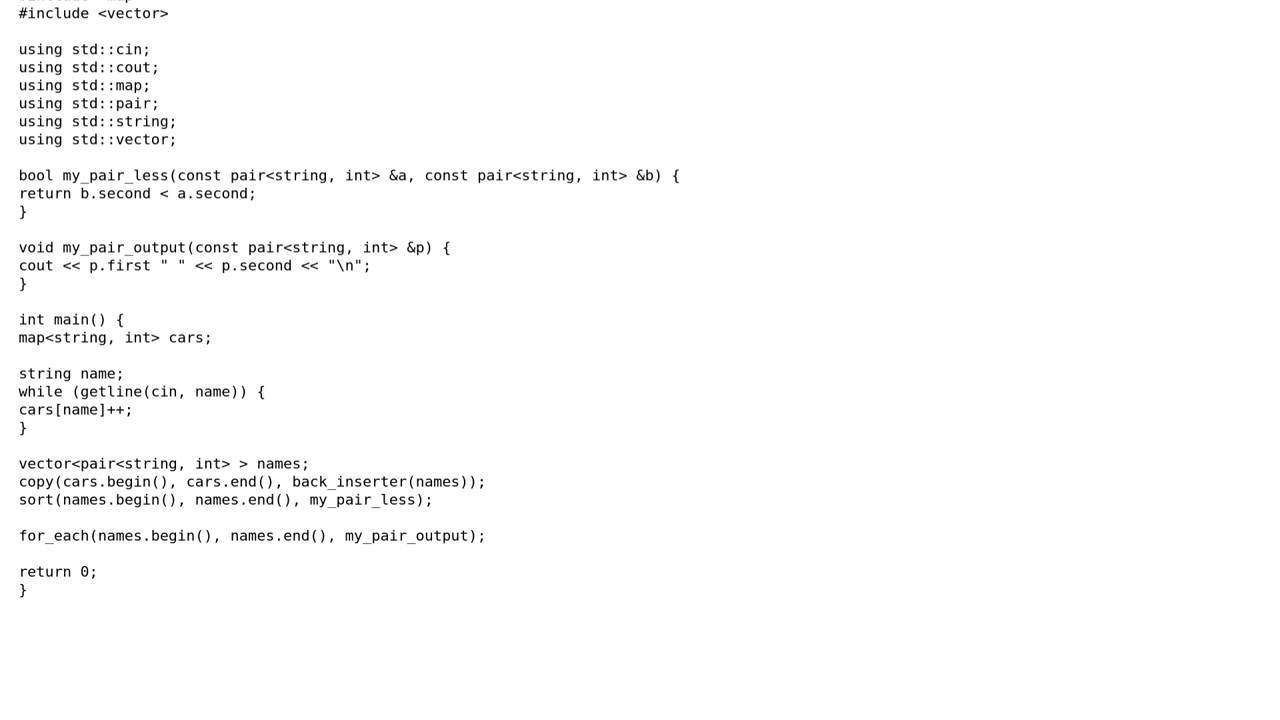 #include <vector>
using std::cin;
using std::cout;
using std::map;
using std::pair;
using std::string;
using std::vector;
bool my_pair_less(const pair<string, int> &a, const pair<string, int> &b) {
return b.second < a.second;
}
void my_pair_output(const pair<string, int> &p) {
cout << p.first " " << p.second << "\n";
}
int main() {
map<string, int> cars;
string name;
while (getline(cin, name)) {
cars[name]++;
}
vector<pair<string, int> > names;
copy(cars.begin(), cars.end(), back_inserter(names));
sort(names.begin(), names.end(), my_pair_less);
for_each(names.begin(), names.end(), my_pair_output);
return 0;
}